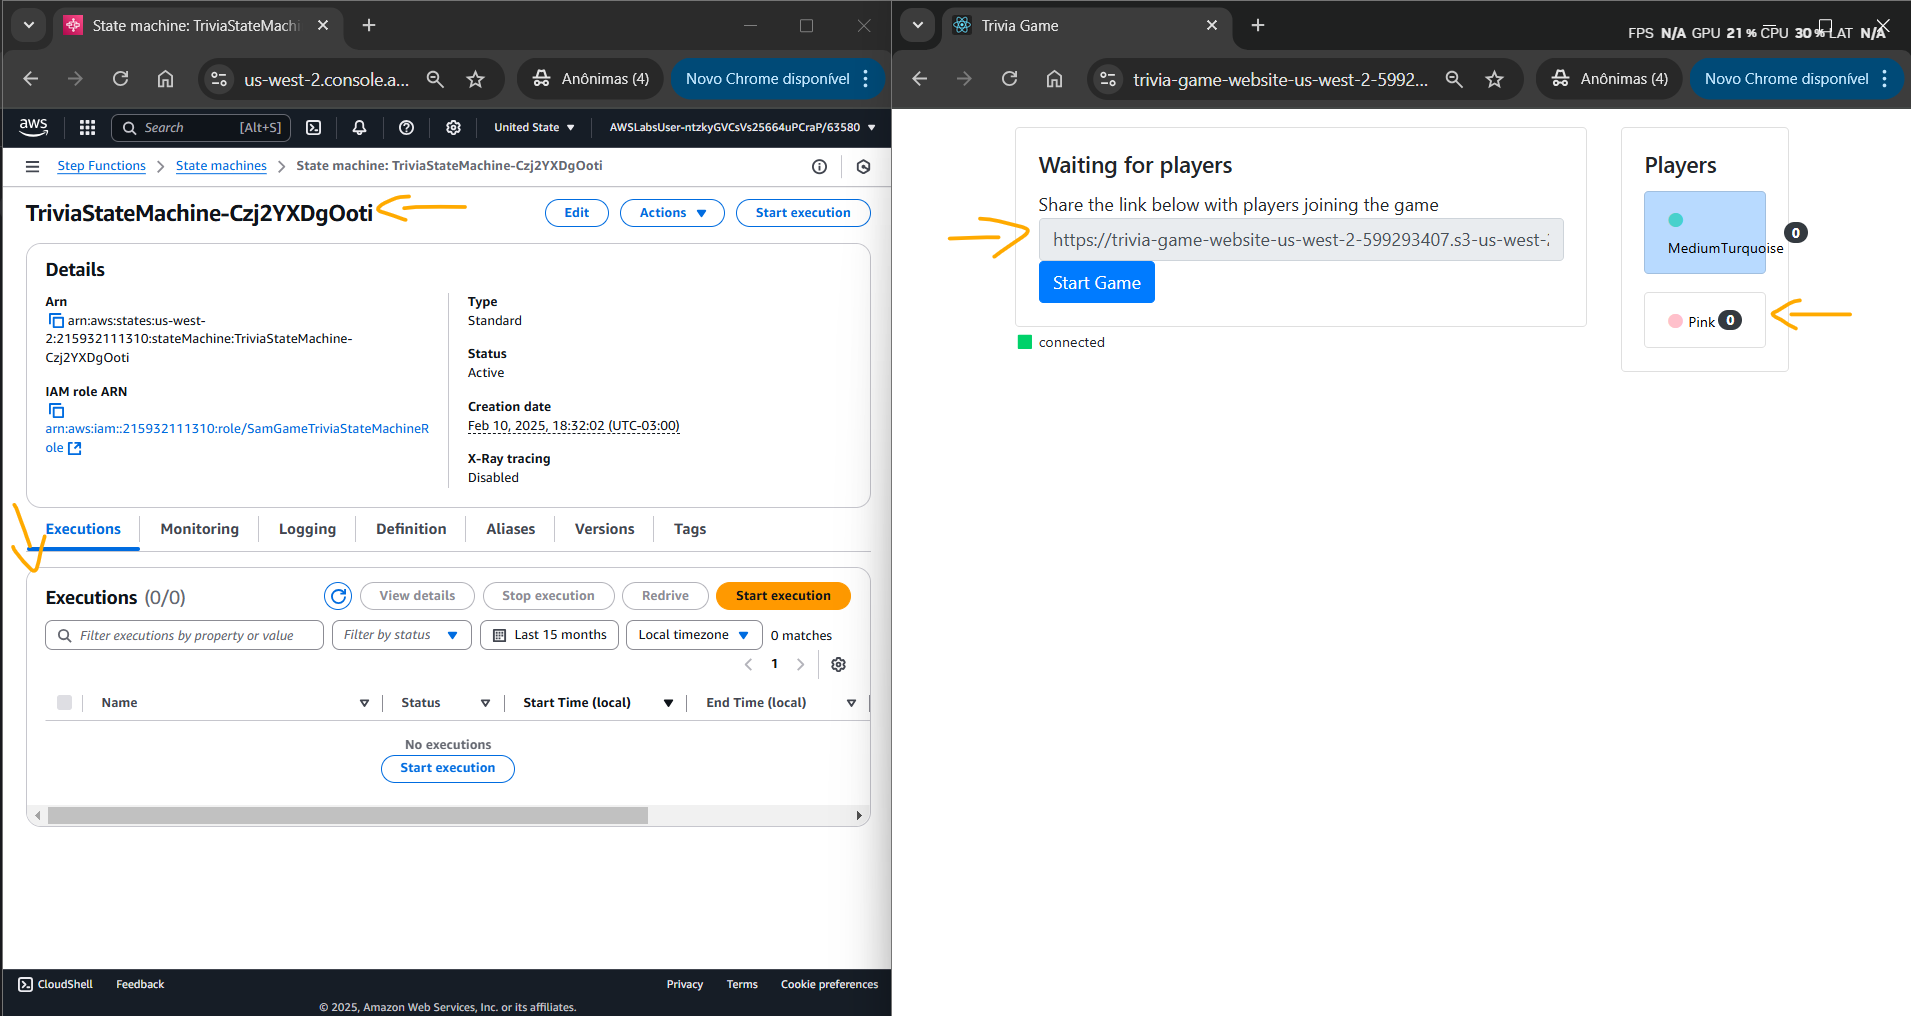 State machine: TriviaStateMachi
us-west-2.console.a...
Anônimas (4)
Novo Chrome disponível
aws
Search
[Alt+S]
United State
AWSLabsUser-ntzkyGVCsVs25664uPCraP/63580
Step Functions
State machines
State machine: TriviaStateMachine-Czj2YXDgOoti
TriviaStateMachine-Czj2YXDgOoti
Edit
Actions
Start execution
Details
Arn
arn:aws:states:us-west-
2:215932111310:stateMachine:TriviaStateMachine-
Czj2YXDgOoti
IAM role ARN
arn:aws:iam::215932111310:role/SamGameTriviaStateMachineR
ole
Type
Standard
Status
Active
Creation date
Feb 10, 2025, 18:32:02 (UTC-03:00)
X-Ray tracing
Disabled
Executions
Monitoring
Logging
Definition
Aliases
Versions
Tags
Executions (0/0)
View details
Stop execution
Redrive
Start execution
Filter executions by property or value
Filter by status
Last 15 months
Local timezone
0 matches
1
Name
Status
Start Time (local)
End Time (local)
No executions
Start execution
CloudShell
Feedback
Privacy
Terms
Cookie preferences
© 2025, Amazon Web Services, Inc. or its affiliates.
Trivia Game
FPS N/A GPU 21 % CPU 30 % LAT N/A
trivia-game-website-us-west-2-5992...
Anônimas (4)
Novo Chrome disponível
Waiting for players
Share the link below with players joining the game
https://trivia-game-website-us-west-2-599293407.s3-us-west-2
Start Game
connected
Players
MediumTurquoise 0
Pink 0